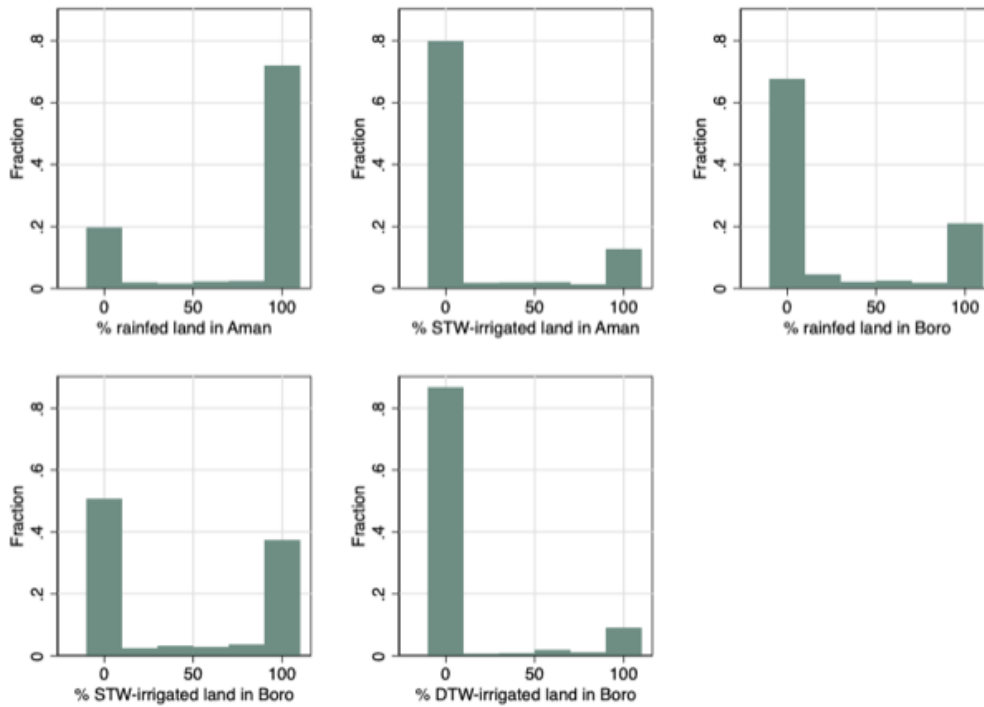 Fraction
.8
.6
.4
.2
0
0 50 100
% rainfed land in Aman
Fraction
.8
.6
.4
.2
0
0 50 100
% STW-irrigated land in Aman
Fraction
.8
.6
.4
.2
0
0 50 100
% rainfed land in Boro
Fraction
.8
.6
.4
.2
0
0 50 100
% STW-irrigated land in Boro
Fraction
.8
.6
.4
.2
0
0 50 100
% DTW-irrigated land in Boro